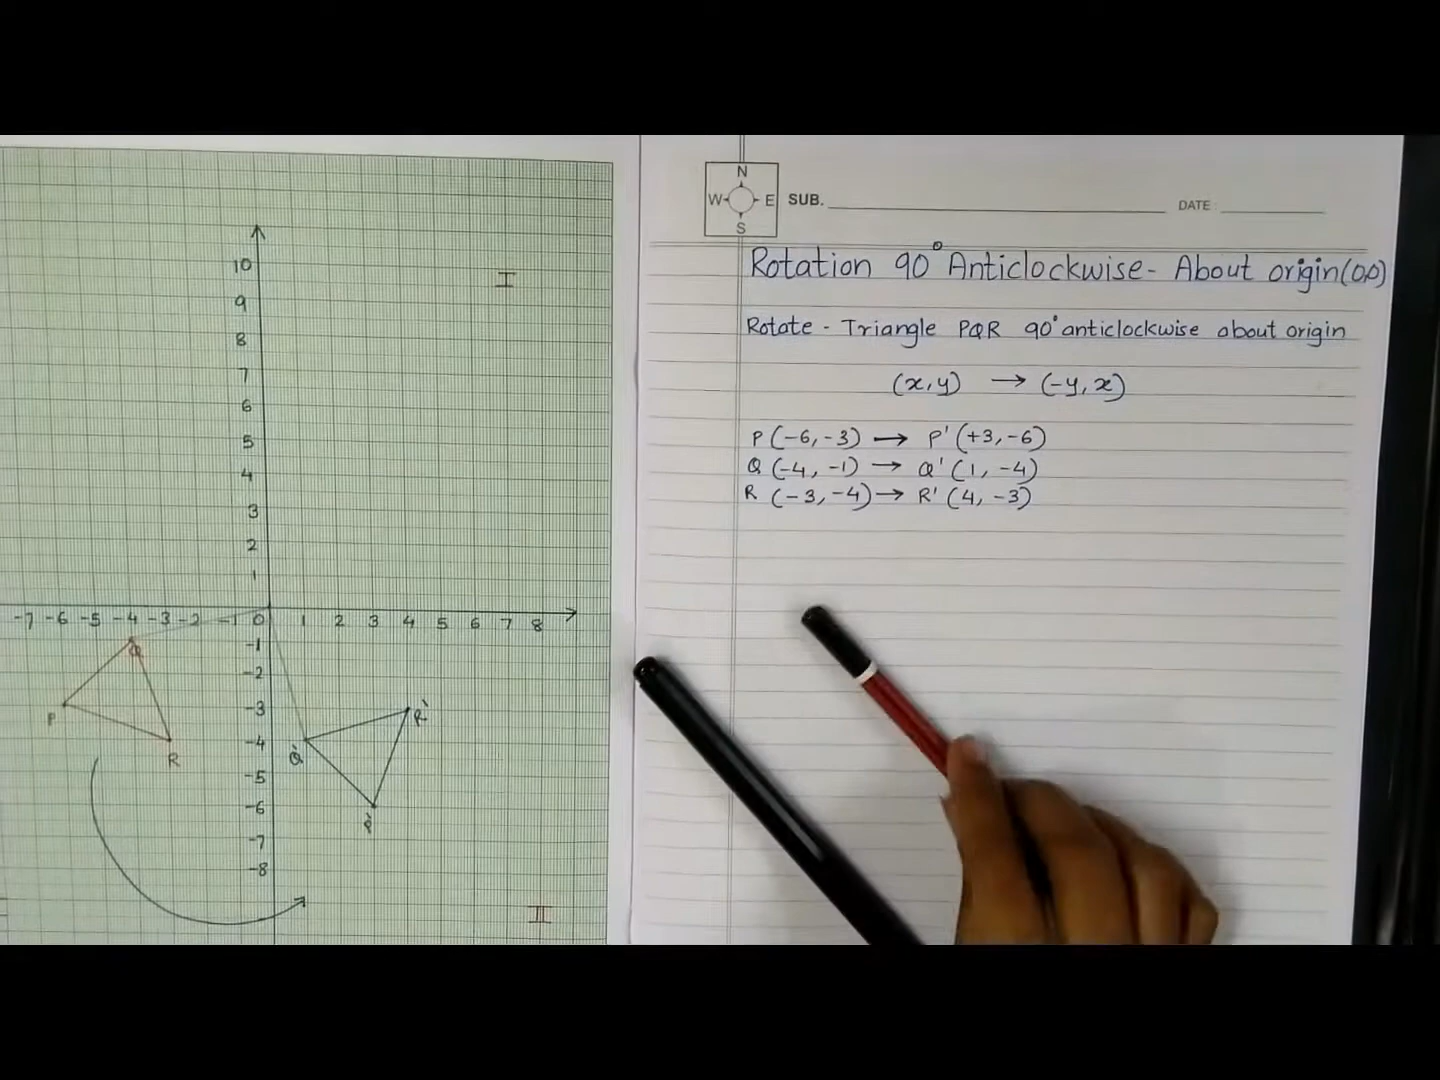 N
W E
S
SUB. DATE :
Rotation 90° Anticlockwise - About origin (0,0)
Rotate - Triangle PQR 90° anticlockwise about origin
(x,y) → (-y, x)
P (-6, -3) → P' (+3, -6)
Q (-4, -1) → Q' (1, -4)
R (-3, -4) → R' (4, -3)
I
10
9
8
7
6
5
4
3
2
1
-7 -6 -5 -4 -3 -2 -1 0 1 2 3 4 5 6 7 8
-1
-2
-3
-4
-5
-6
-7
-8
Q
P
R
R'
Q'
P'